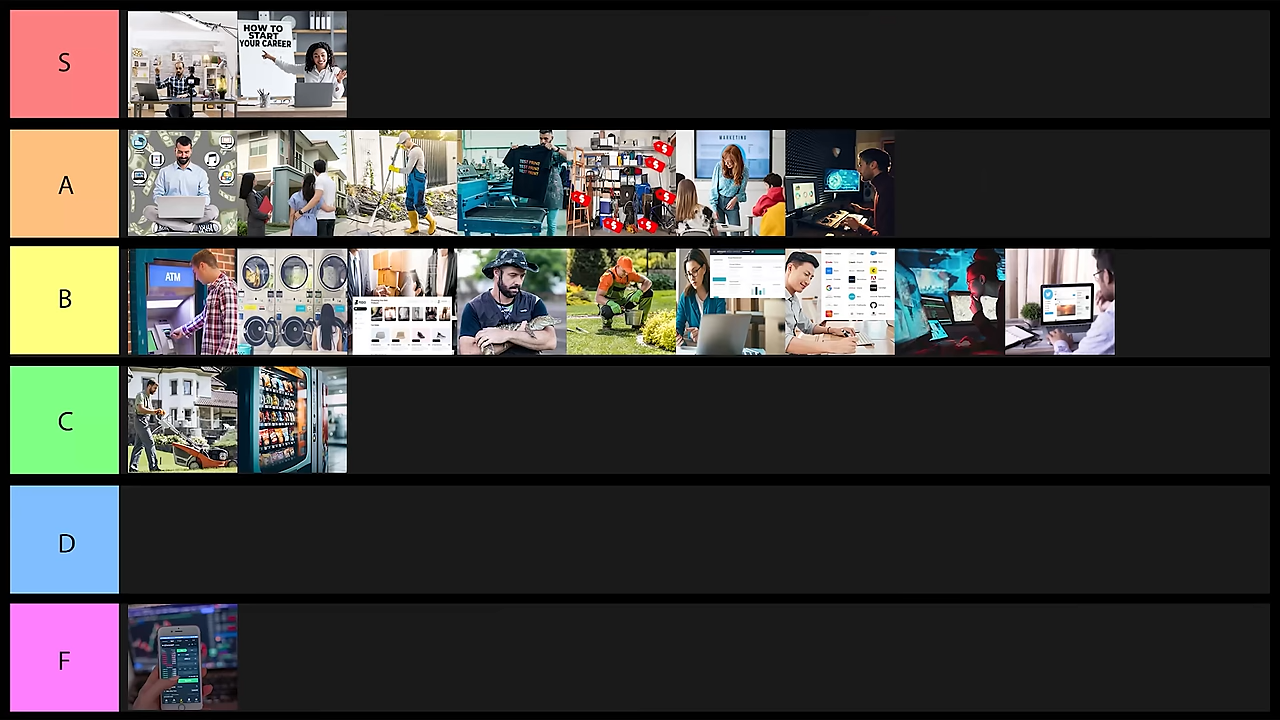 S
HOW TO
START
YOUR CAREER
A
TEST PRINT
TEST PRINT
TEST PRINT
$
$
$
$
$
MARKETING
B
ATM
C
D
F